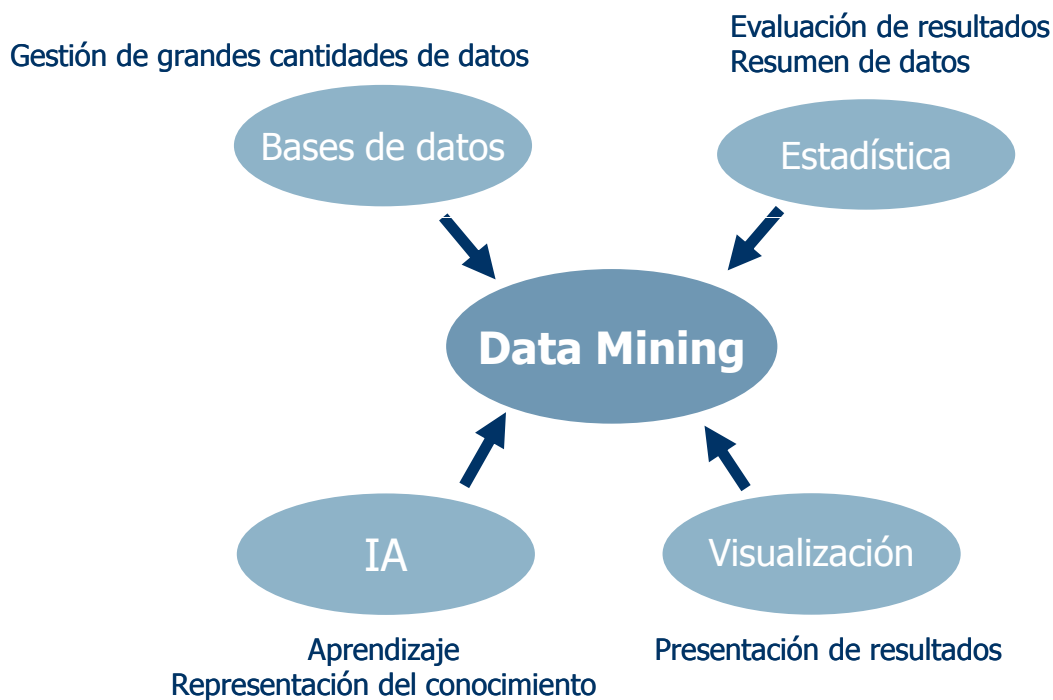 Gestión de grandes cantidades de datos
Evaluación de resultados
Resumen de datos
Bases de datos
Estadística
Data Mining
IA
Visualización
Aprendizaje
Representación del conocimiento
Presentación de resultados